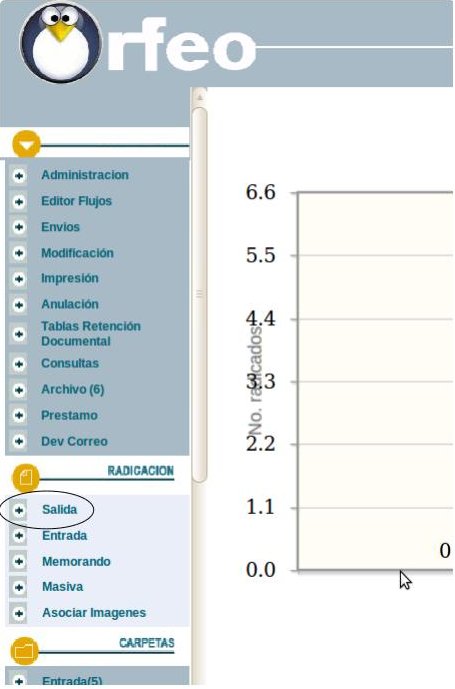 Orfeo
Administracion
Editor Flujos
Envios
Modificación
Impresión
Anulación
Tablas Retención
Documental
Consultas
Archivo (6)
Prestamo
Dev Correo
RADICACION
Salida
Entrada
Memorando
Masiva
Asociar Imagenes
CARPETAS
Entrada(5)
No. radicados
6.6
5.5
4.4
3.3
2.2
1.1
0.0
0